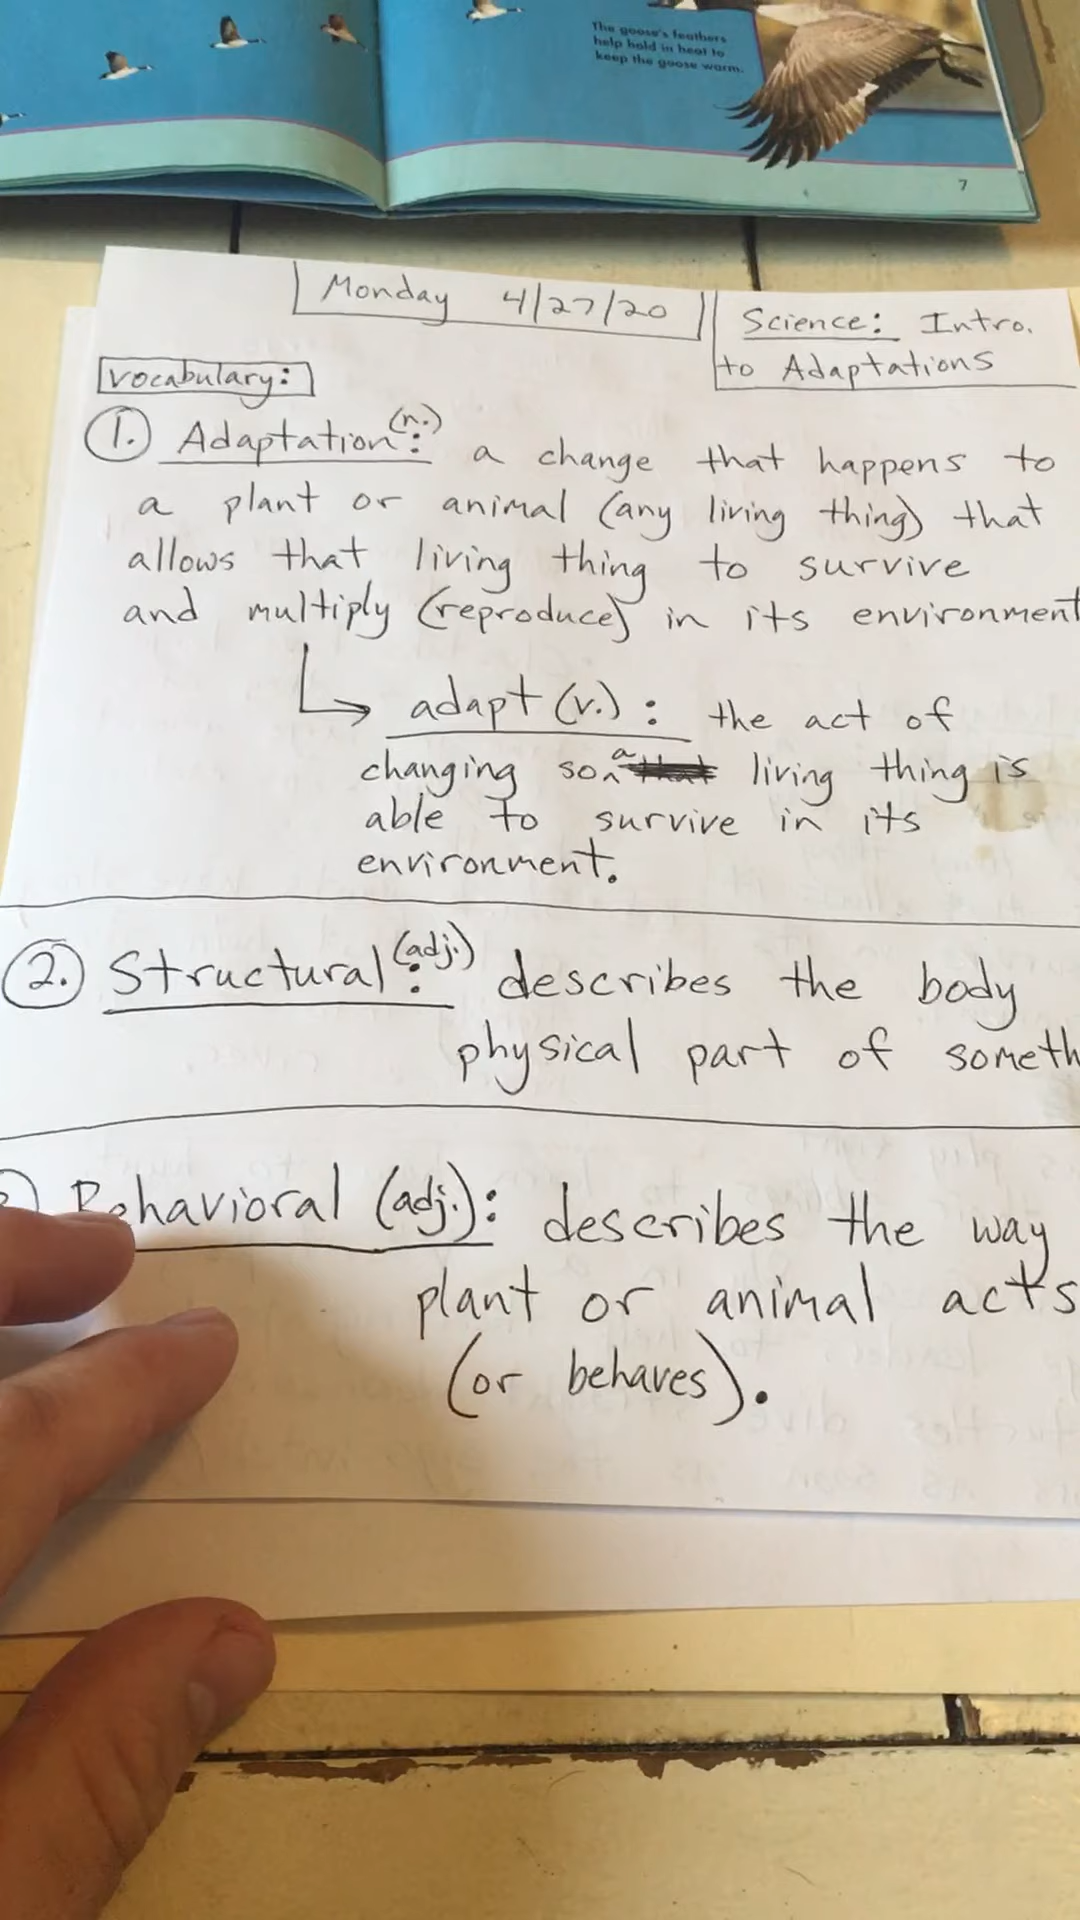 The goose's feathers
help hold in heat to
keep the goose warm.
7
Monday 4/27/20
Science: Intro.
to Adaptations
Vocabulary:
1. Adaptation (n.): a change that happens to
a plant or animal (any living thing) that
allows that living thing to survive
and multiply (reproduce) in its environment
adapt (v.): the act of
changing so a living thing is
able to survive in its
environment.
2. Structural (adj.): describes the body
physical part of someth
Behavioral (adj.): describes the way
plant or animal acts
(or behaves).